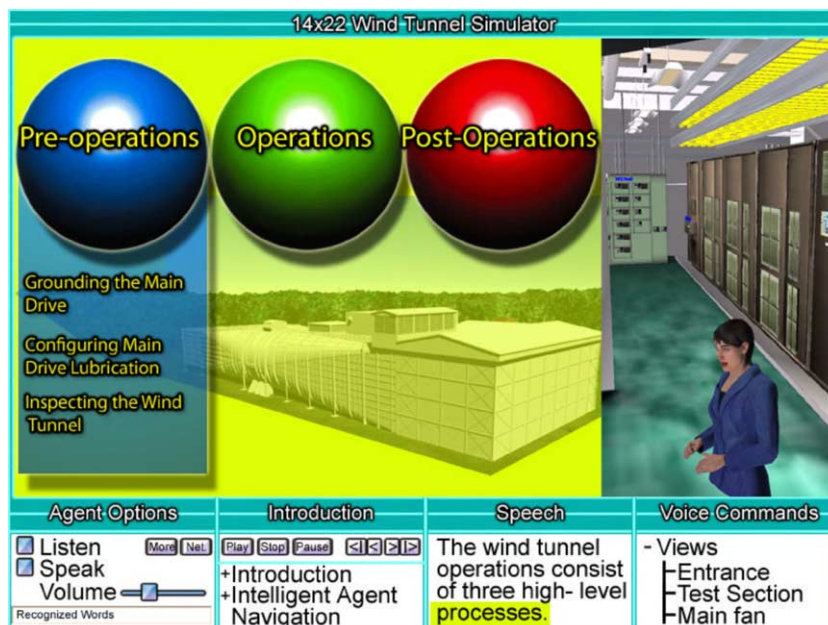 14x22 Wind Tunnel Simulator
Pre-operations
Operations
Post-Operations
Grounding the Main
Drive
Configuring Main
Drive Lubrication
Inspecting the Wind
Tunnel
Agent Options
Listen
More
Net.
Speak
Volume
Recognized Words
Introduction
Play
Stop
Pause
<|
<
>
|>
+Introduction
+Intelligent Agent
Navigation
Speech
The wind tunnel
operations consist
of three high- level
processes.
Voice Commands
- Views
Entrance
Test Section
Main fan